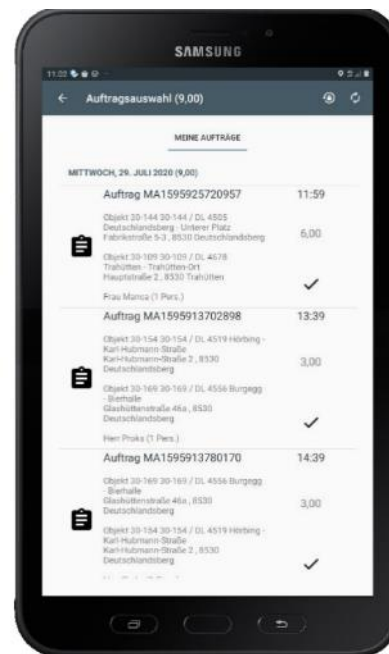 SAMSUNG
11:02
Auftragsauswahl (9,00)
MEINE AUFTRÄGE
MITTWOCH, 29. JULI 2020 (9,00)
Auftrag MA1595925720957 11:59
Objekt 30-144 30-144 / DL 4505
Deutschlandsberg - Unterer Platz
Fabrikstraße 5-3 , 8530 Deutschlandsberg
6,00
Objekt 30-109 30-109 / DL 4678
Trahütten - Trahütten-Ort
Hauptstraße 2 , 8530 Trahütten
Frau Manca (1 Pers.)
Auftrag MA1595913702898 13:39
Objekt 30-154 30-154 / DL 4519 Hörbing -
Karl-Hubmann-Straße
Karl-Hubmann-Straße 2 , 8530
Deutschlandsberg
3,00
Objekt 30-169 30-169 / DL 4556 Burgegg
- Bierhalle
Glashüttenstraße 46a , 8530
Deutschlandsberg
Herr Proks (1 Pers.)
Auftrag MA1595913780170 14:39
Objekt 30-169 30-169 / DL 4556 Burgegg
- Bierhalle
Glashüttenstraße 46a , 8530
Deutschlandsberg
3,00
Objekt 30-154 30-154 / DL 4519 Hörbing -
Karl-Hubmann-Straße
Karl-Hubmann-Straße 2 , 8530
Deutschlandsberg